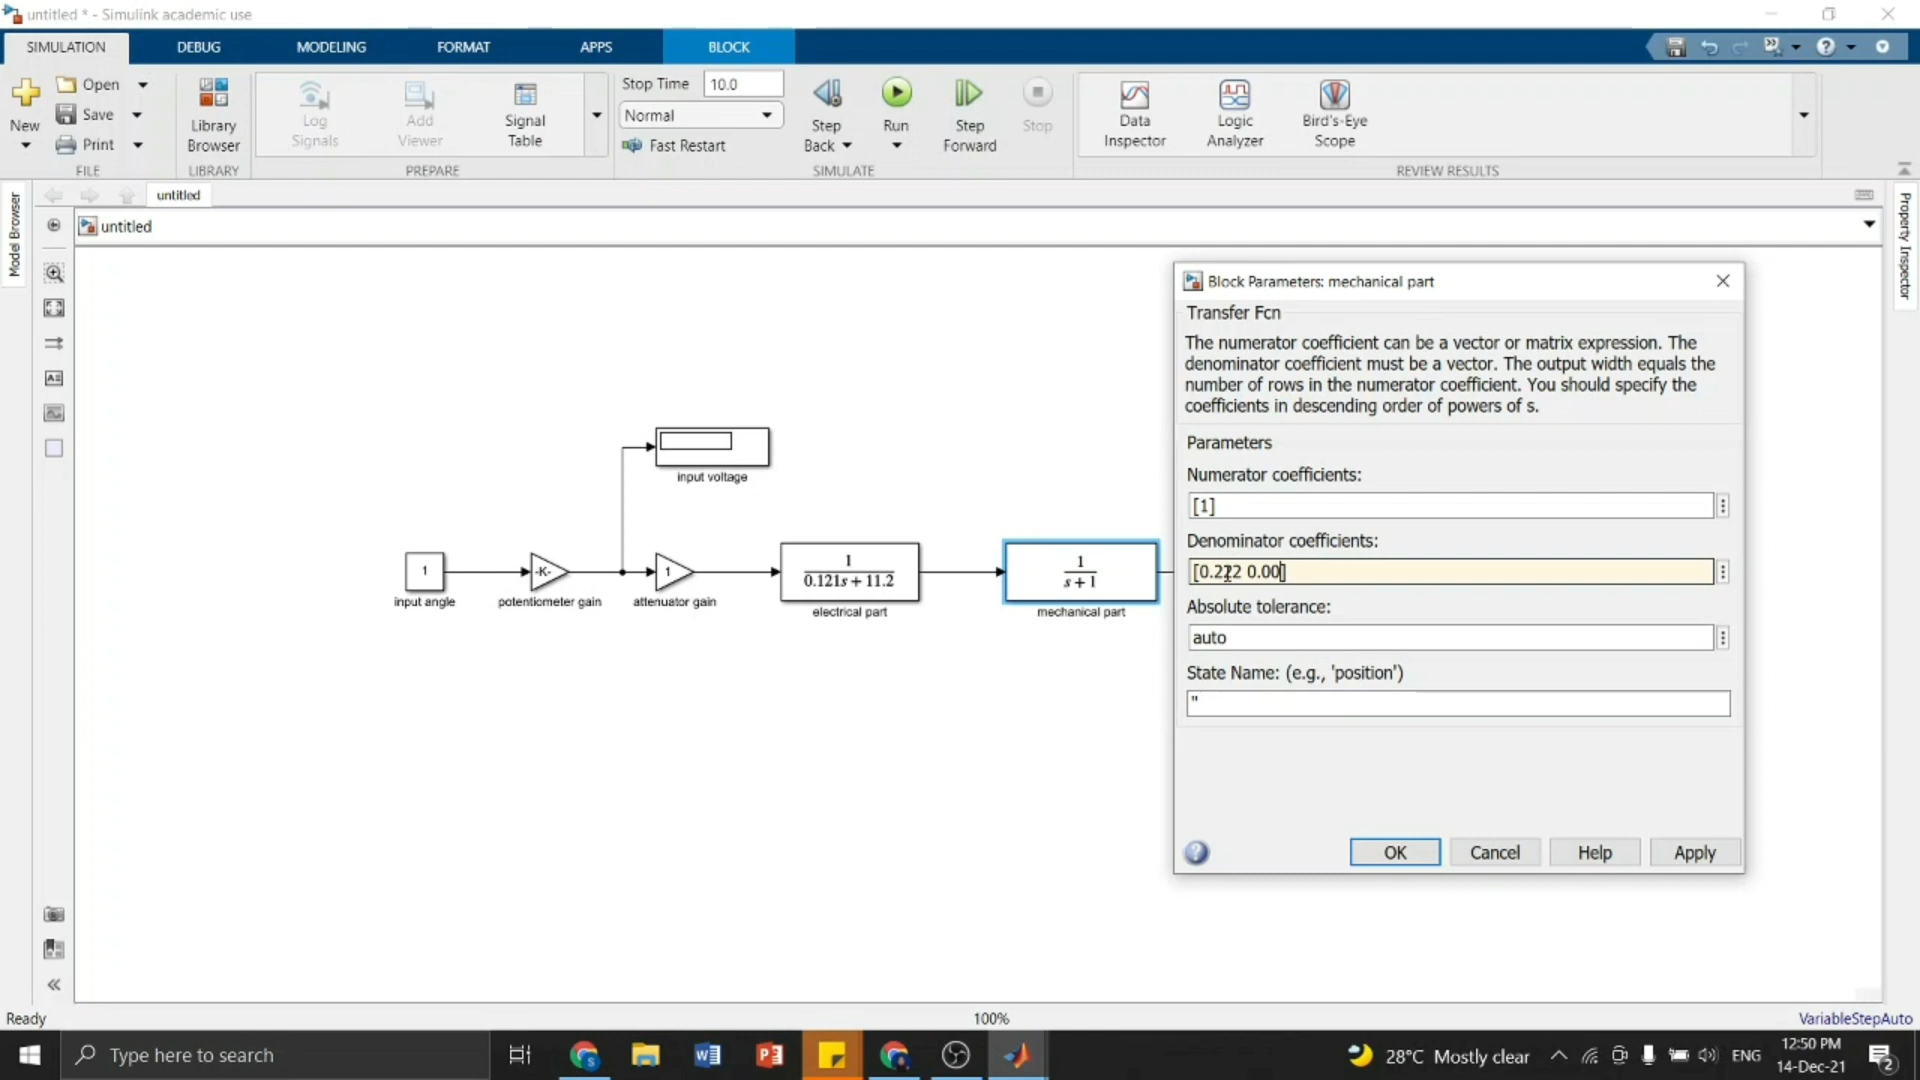 untitled * - Simulink academic use
SIMULATION
DEBUG
MODELING
FORMAT
APPS
BLOCK
New
Open
Save
Print
FILE
Library
Browser
LIBRARY
Log
Signals
Add
Viewer
Signal
Table
PREPARE
Stop Time 10.0
Normal
Fast Restart
Step
Back
Run
Step
Forward
Stop
SIMULATE
Data
Inspector
Logic
Analyzer
Bird's-Eye
Scope
REVIEW RESULTS
Model Browser
untitled
untitled
Property Inspector
input voltage
1
input angle
-K-
potentiometer gain
1
attenuator gain
1
0.121s + 11.2
electrical part
1
s + 1
mechanical part
Block Parameters: mechanical part
Transfer Fcn
The numerator coefficient can be a vector or matrix expression. The
denominator coefficient must be a vector. The output width equals the
number of rows in the numerator coefficient. You should specify the
coefficients in descending order of powers of s.
Parameters
Numerator coefficients:
[1]
Denominator coefficients:
[0.222 0.00]
Absolute tolerance:
auto
State Name: (e.g., 'position')
''
OK
Cancel
Help
Apply
Ready
100%
VariableStepAuto
Type here to search
28°C Mostly clear
ENG
12:50 PM
14-Dec-21
2